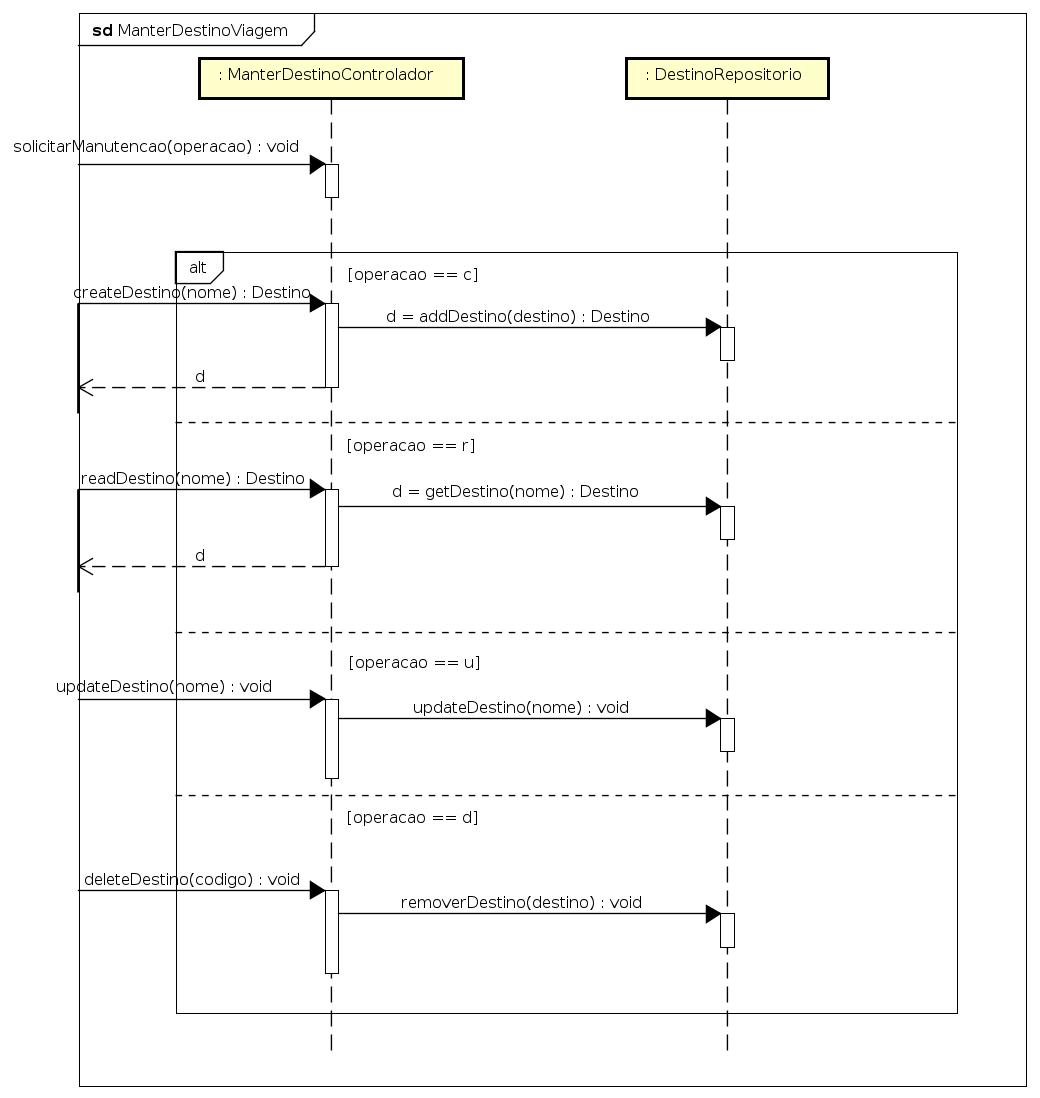 sd ManterDestinoViagem
: ManterDestinoControlador
: DestinoRepositorio
solicitarManutencao(operacao) : void
alt
[operacao == c]
createDestino(nome) : Destino
d = addDestino(destino) : Destino
d
[operacao == r]
readDestino(nome) : Destino
d = getDestino(nome) : Destino
d
[operacao == u]
updateDestino(nome) : void
updateDestino(nome) : void
[operacao == d]
deleteDestino(codigo) : void
removerDestino(destino) : void